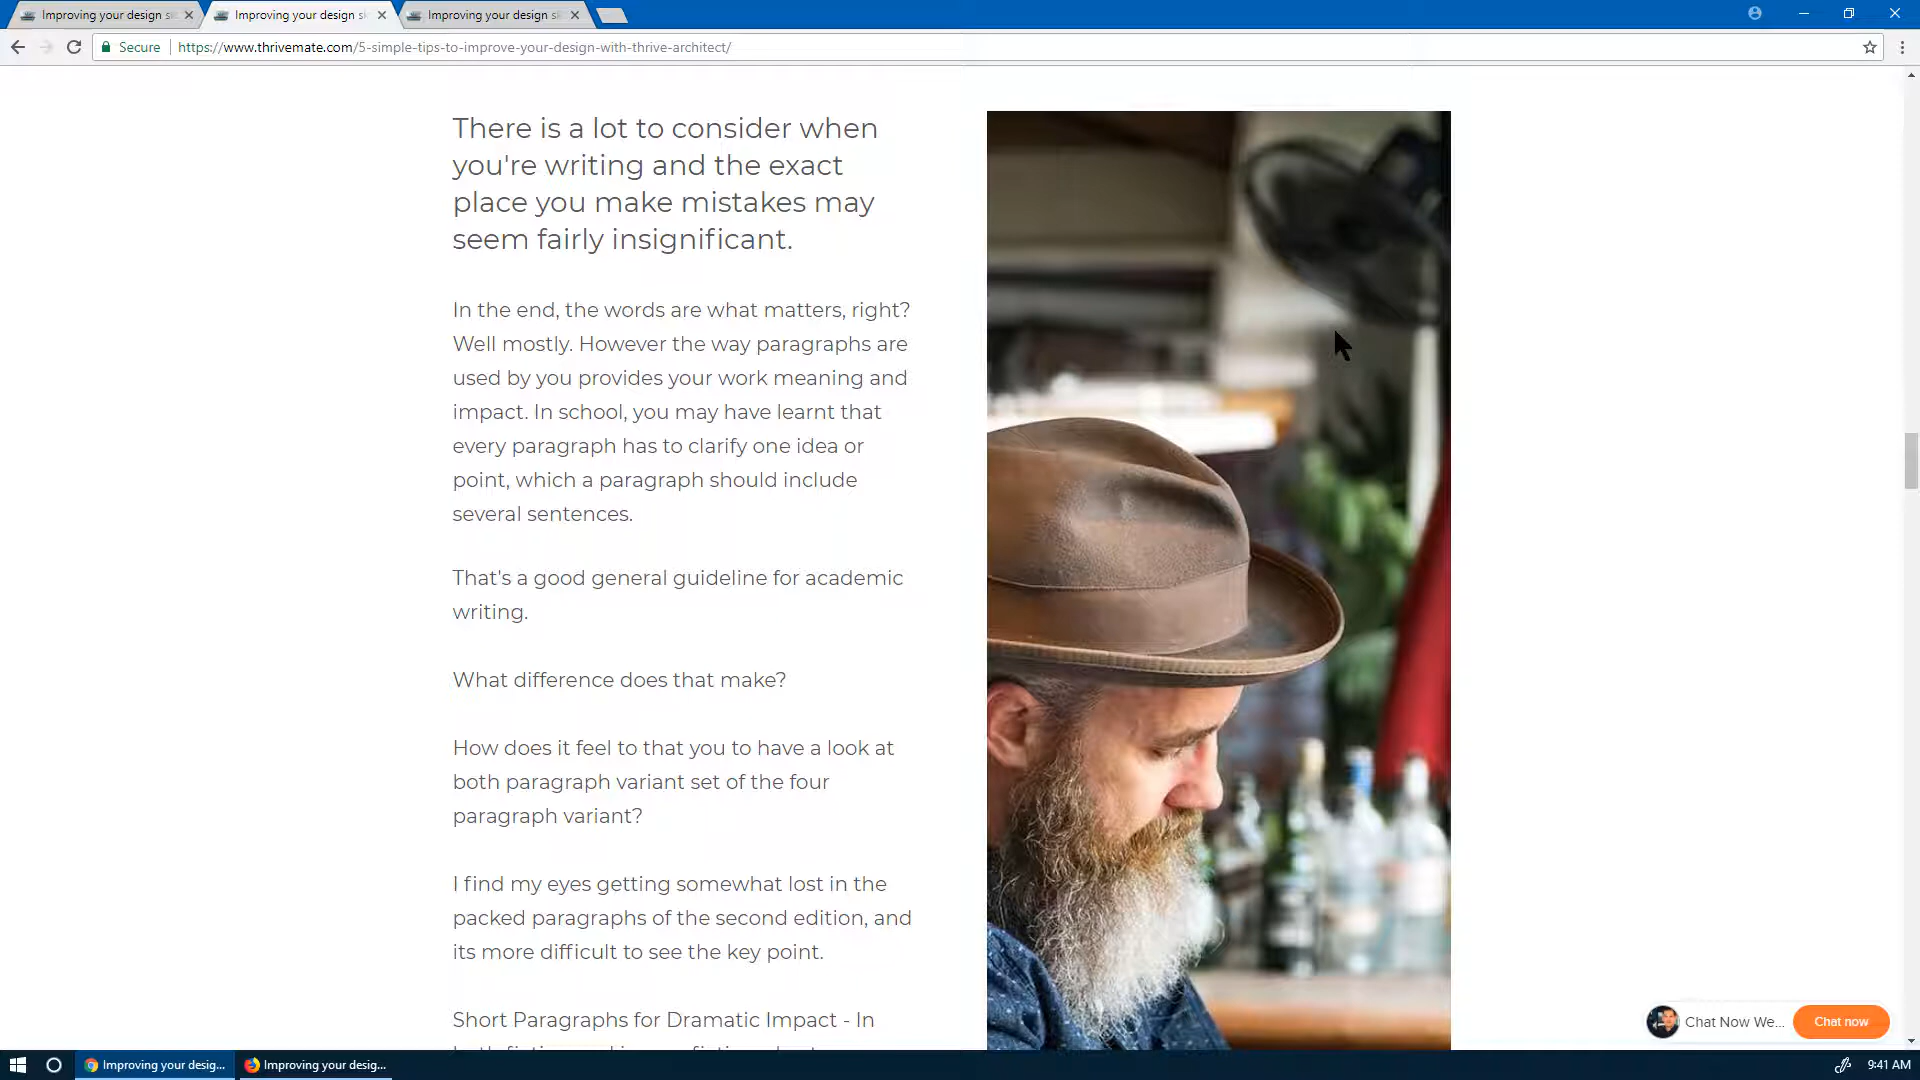 Improving your design s
Improving your design sk
Improving your design s
Secure
https://www.thrivemate.com/5-simple-tips-to-improve-your-design-with-thrive-architect/
There is a lot to consider when
you're writing and the exact
place you make mistakes may
seem fairly insignificant.
In the end, the words are what matters, right?
Well mostly. However the way paragraphs are
used by you provides your work meaning and
impact. In school, you may have learnt that
every paragraph has to clarify one idea or
point, which a paragraph should include
several sentences.
That's a good general guideline for academic
writing.
What difference does that make?
How does it feel to that you to have a look at
both paragraph variant set of the four
paragraph variant?
I find my eyes getting somewhat lost in the
packed paragraphs of the second edition, and
its more difficult to see the key point.
Short Paragraphs for Dramatic Impact - In
Chat Now We...
Chat now
Improving your desig...
Improving your desig...
9:41 AM